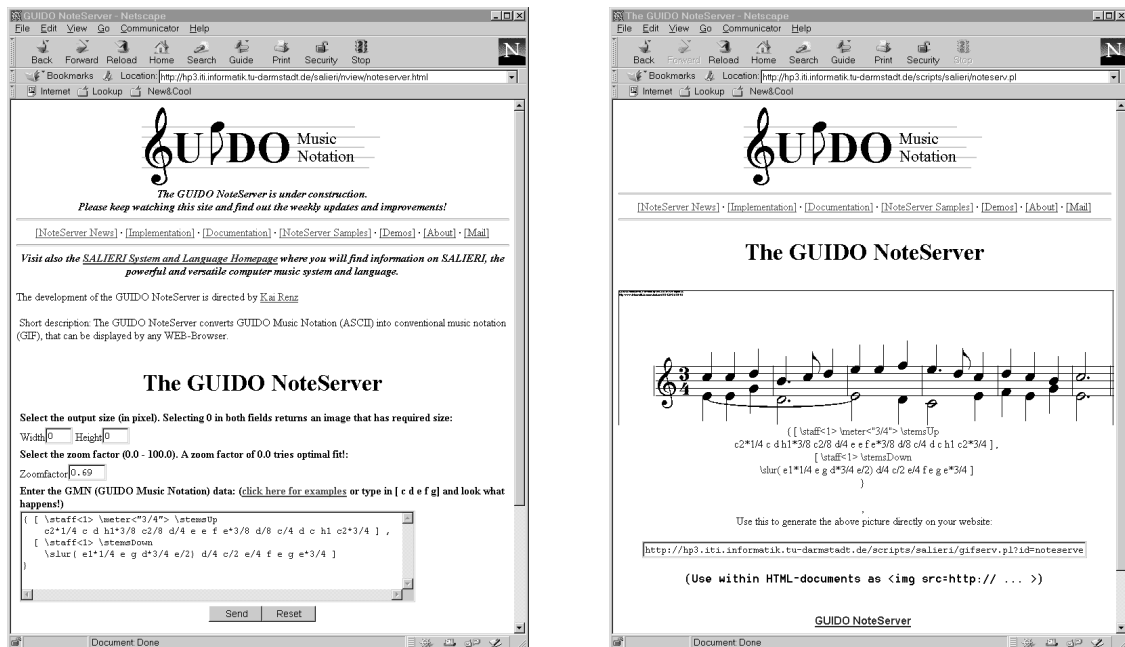 The GUIDO NoteServer - Netscape
File Edit View Go Communicator Help
Back Forward Reload Home Search Guide Print Security Stop
N
Bookmarks Location: http://hp3.iti.informatik.tu-darmstadt.de/salieri/nview/noteserver.html
Internet Lookup New&Cool
GUIDO Music
Notation
The GUIDO NoteServer is under construction.
Please keep watching this site and find out the weekly updates and improvements!
[NoteServer News] · [Implementation] · [Documentation] · [NoteServer Samples] · [Demos] · [About] · [Mail]
Visit also the SALIERI System and Language Homepage where you will find information on SALIERI, the
powerful and versatile computer music system and language.
The development of the GUIDO NoteServer is directed by Kai Renz
Short description: The GUIDO NoteServer converts GUIDO Music Notation (ASCII) into conventional music notation
(GIF), that can be displayed by any WEB-Browser.
The GUIDO NoteServer
Select the output size (in pixel). Selecting 0 in both fields returns an image that has required size:
Width 0 Height 0
Select the zoom factor (0.0 - 100.0). A zoom factor of 0.0 tries optimal fit!:
Zoomfactor 0.69
Enter the GMN (GUIDO Music Notation) data: (click here for examples or type in [ c d e f g] and look what
happens!)
{ [ \staff<1> \meter<"3/4"> \stemsUp
c2*1/4 c d h1*3/8 c2/8 d/4 e e f e*3/8 d/8 c/4 d c h1 c2*3/4 ] ,
[ \staff<1> \stemsDown
\slur( e1*1/4 e g d*3/4 e/2) d/4 c/2 e/4 f e g e*3/4 ]
}
Send Reset
Document: Done
The GUIDO NoteServer - Netscape
File Edit View Go Communicator Help
Back Forward Reload Home Search Guide Print Security Stop
N
Bookmarks Location: http://hp3.iti.informatik.tu-darmstadt.de/scripts/salieri/noteserv.pl
Internet Lookup New&Cool
GUIDO Music
Notation
[NoteServer News] · [Implementation] · [Documentation] · [NoteServer Samples] · [Demos] · [About] · [Mail]
The GUIDO NoteServer
3
4
{ [ \staff<1> \meter<"3/4"> \stemsUp
c2*1/4 c d h1*3/8 c2/8 d/4 e e f e*3/8 d/8 c/4 d c h1 c2*3/4 ] ,
[ \staff<1> \stemsDown
\slur( e1*1/4 e g d*3/4 e/2) d/4 c/2 e/4 f e g e*3/4 ]
}
,
Use this to generate the above picture directly on your website:
http://hp3.iti.informatik.tu-darmstadt.de/scripts/salieri/gifserv.pl?id=noteserve
(Use within HTML-documents as <img src=http:// ... >)
GUIDO NoteServer
Document: Done